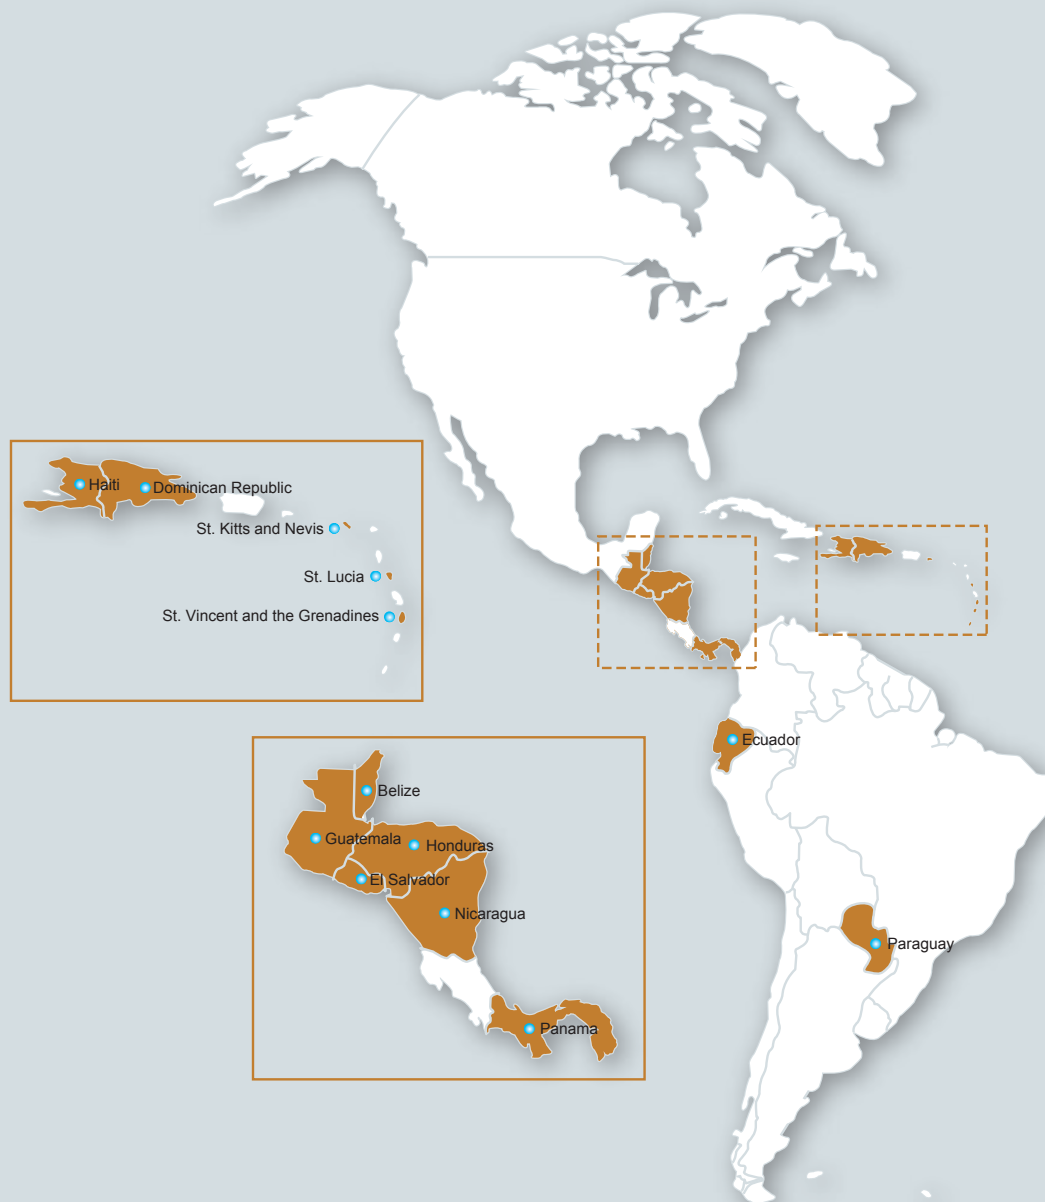 Haiti
Dominican Republic
St. Kitts and Nevis
St. Lucia
St. Vincent and the Grenadines
Ecuador
Belize
Guatemala
Honduras
El Salvador
Nicaragua
Paraguay
Panama